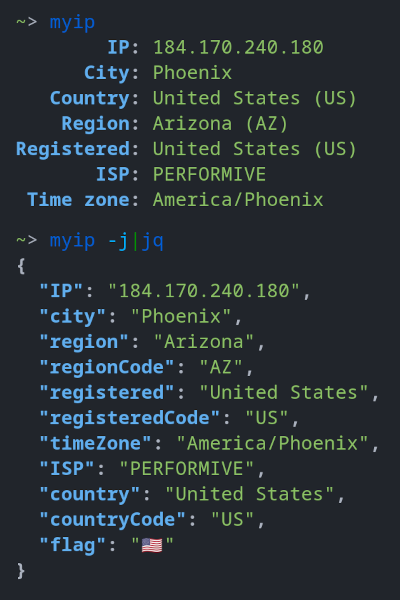 ~> myip
IP: 184.170.240.180
City: Phoenix
Country: United States (US)
Region: Arizona (AZ)
Registered: United States (US)
ISP: PERFORMIVE
Time zone: America/Phoenix
~> myip -j|jq
{
"IP": "184.170.240.180",
"city": "Phoenix",
"region": "Arizona",
"regionCode": "AZ",
"registered": "United States",
"registeredCode": "US",
"timeZone": "America/Phoenix",
"ISP": "PERFORMIVE",
"country": "United States",
"countryCode": "US",
"flag": "🇺🇸"
}